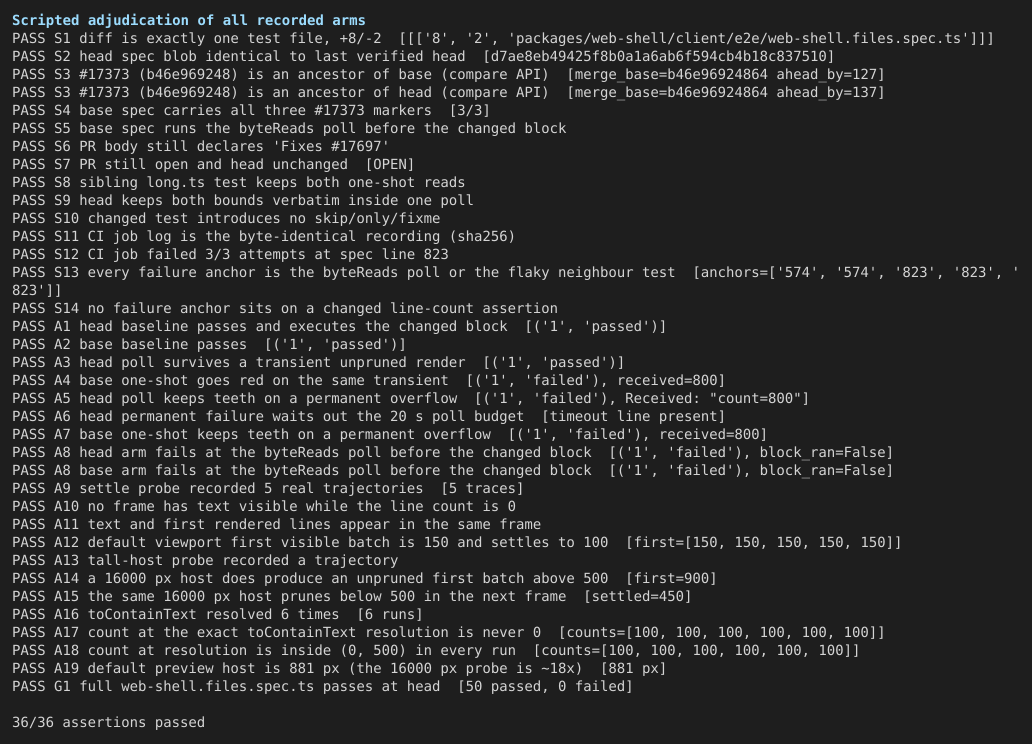 Scripted adjudication of all recorded arms
PASS S1 diff is exactly one test file, +8/-2  [[['8', '2', 'packages/web-shell/client/e2e/web-shell.files.spec.ts']]]
PASS S2 head spec blob identical to last verified head  [d7ae8eb49425f8b0a1a6ab6f594cb4b18c837510]
PASS S3 #17373 (b46e969248) is an ancestor of base (compare API)  [merge_base=b46e96924864 ahead_by=127]
PASS S3 #17373 (b46e969248) is an ancestor of head (compare API)  [merge_base=b46e96924864 ahead_by=137]
PASS S4 base spec carries all three #17373 markers  [3/3]
PASS S5 base spec runs the byteReads poll before the changed block
PASS S6 PR body still declares 'Fixes #17697'
PASS S7 PR still open and head unchanged  [OPEN]
PASS S8 sibling long.ts test keeps both one-shot reads
PASS S9 head keeps both bounds verbatim inside one poll
PASS S10 changed test introduces no skip/only/fixme
PASS S11 CI job log is the byte-identical recording (sha256)
PASS S12 CI job failed 3/3 attempts at spec line 823
PASS S13 every failure anchor is the byteReads poll or the flaky neighbour test  [anchors=['574', '574', '823', '823', '
823']]
PASS S14 no failure anchor sits on a changed line-count assertion
PASS A1 head baseline passes and executes the changed block  [('1', 'passed')]
PASS A2 base baseline passes  [('1', 'passed')]
PASS A3 head poll survives a transient unpruned render  [('1', 'passed')]
PASS A4 base one-shot goes red on the same transient  [('1', 'failed'), received=800]
PASS A5 head poll keeps teeth on a permanent overflow  [('1', 'failed'), Received: "count=800"]
PASS A6 head permanent failure waits out the 20 s poll budget  [timeout line present]
PASS A7 base one-shot keeps teeth on a permanent overflow  [('1', 'failed'), received=800]
PASS A8 head arm fails at the byteReads poll before the changed block  [('1', 'failed'), block_ran=False]
PASS A8 base arm fails at the byteReads poll before the changed block  [('1', 'failed'), block_ran=False]
PASS A9 settle probe recorded 5 real trajectories  [5 traces]
PASS A10 no frame has text visible while the line count is 0
PASS A11 text and first rendered lines appear in the same frame
PASS A12 default viewport first visible batch is 150 and settles to 100  [first=[150, 150, 150, 150, 150]]
PASS A13 tall-host probe recorded a trajectory
PASS A14 a 16000 px host does produce an unpruned first batch above 500  [first=900]
PASS A15 the same 16000 px host prunes below 500 in the next frame  [settled=450]
PASS A16 toContainText resolved 6 times  [6 runs]
PASS A17 count at the exact toContainText resolution is never 0  [counts=[100, 100, 100, 100, 100, 100]]
PASS A18 count at resolution is inside (0, 500) in every run  [counts=[100, 100, 100, 100, 100, 100]]
PASS A19 default preview host is 881 px (the 16000 px probe is ~18x)  [881 px]
PASS G1 full web-shell.files.spec.ts passes at head  [50 passed, 0 failed]
36/36 assertions passed